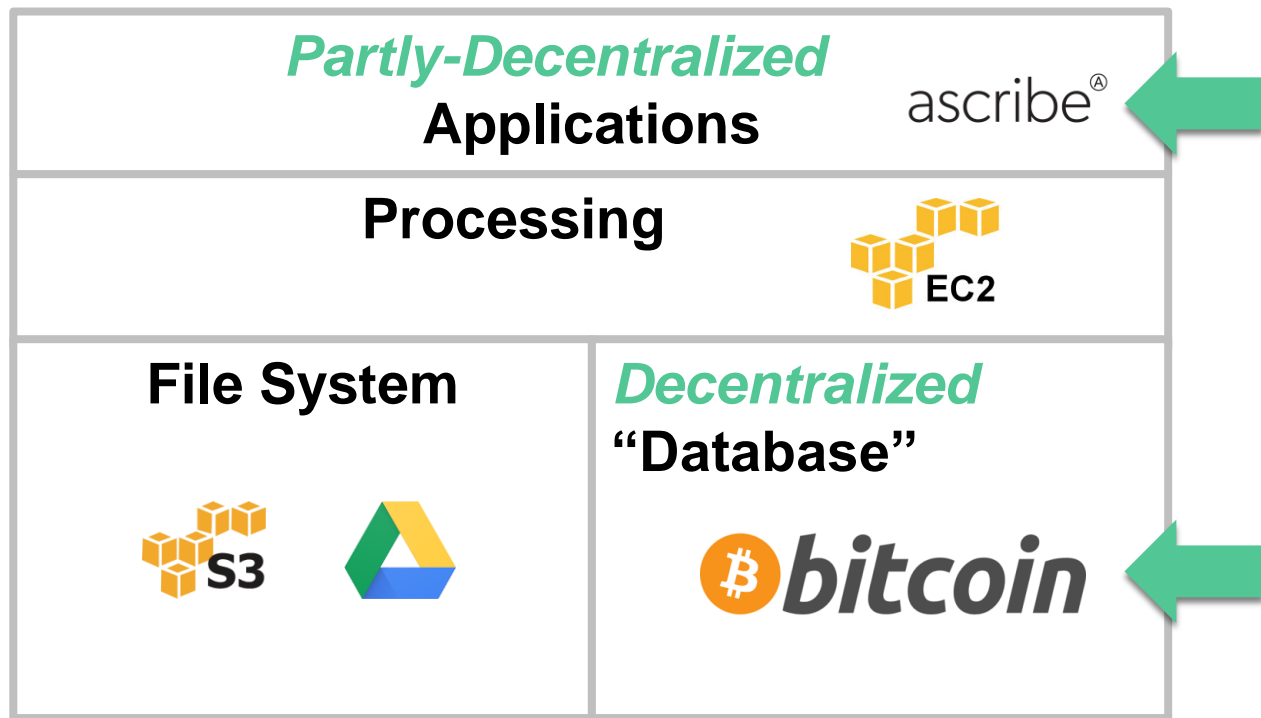 Partly-Decentralized
Applications
ascribe®
Processing
EC2
File System
S3
Decentralized
“Database”
bitcoin